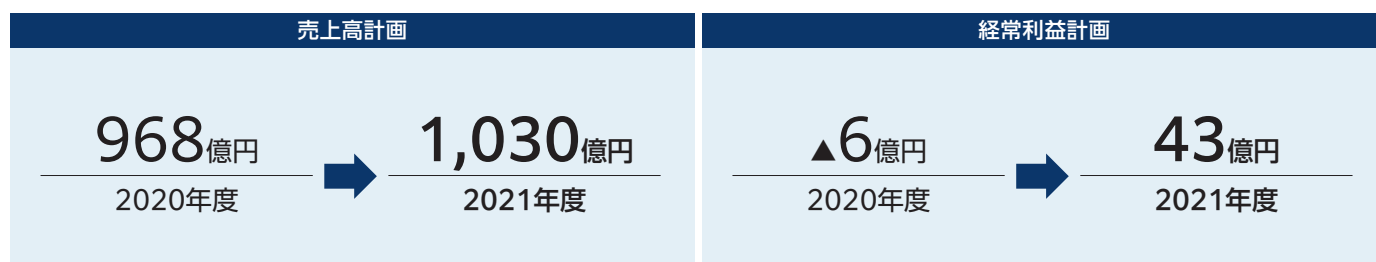 売上高計画
968億円
2020年度
1,030億円
2021年度
経常利益計画
▲6億円
2020年度
43億円
2021年度